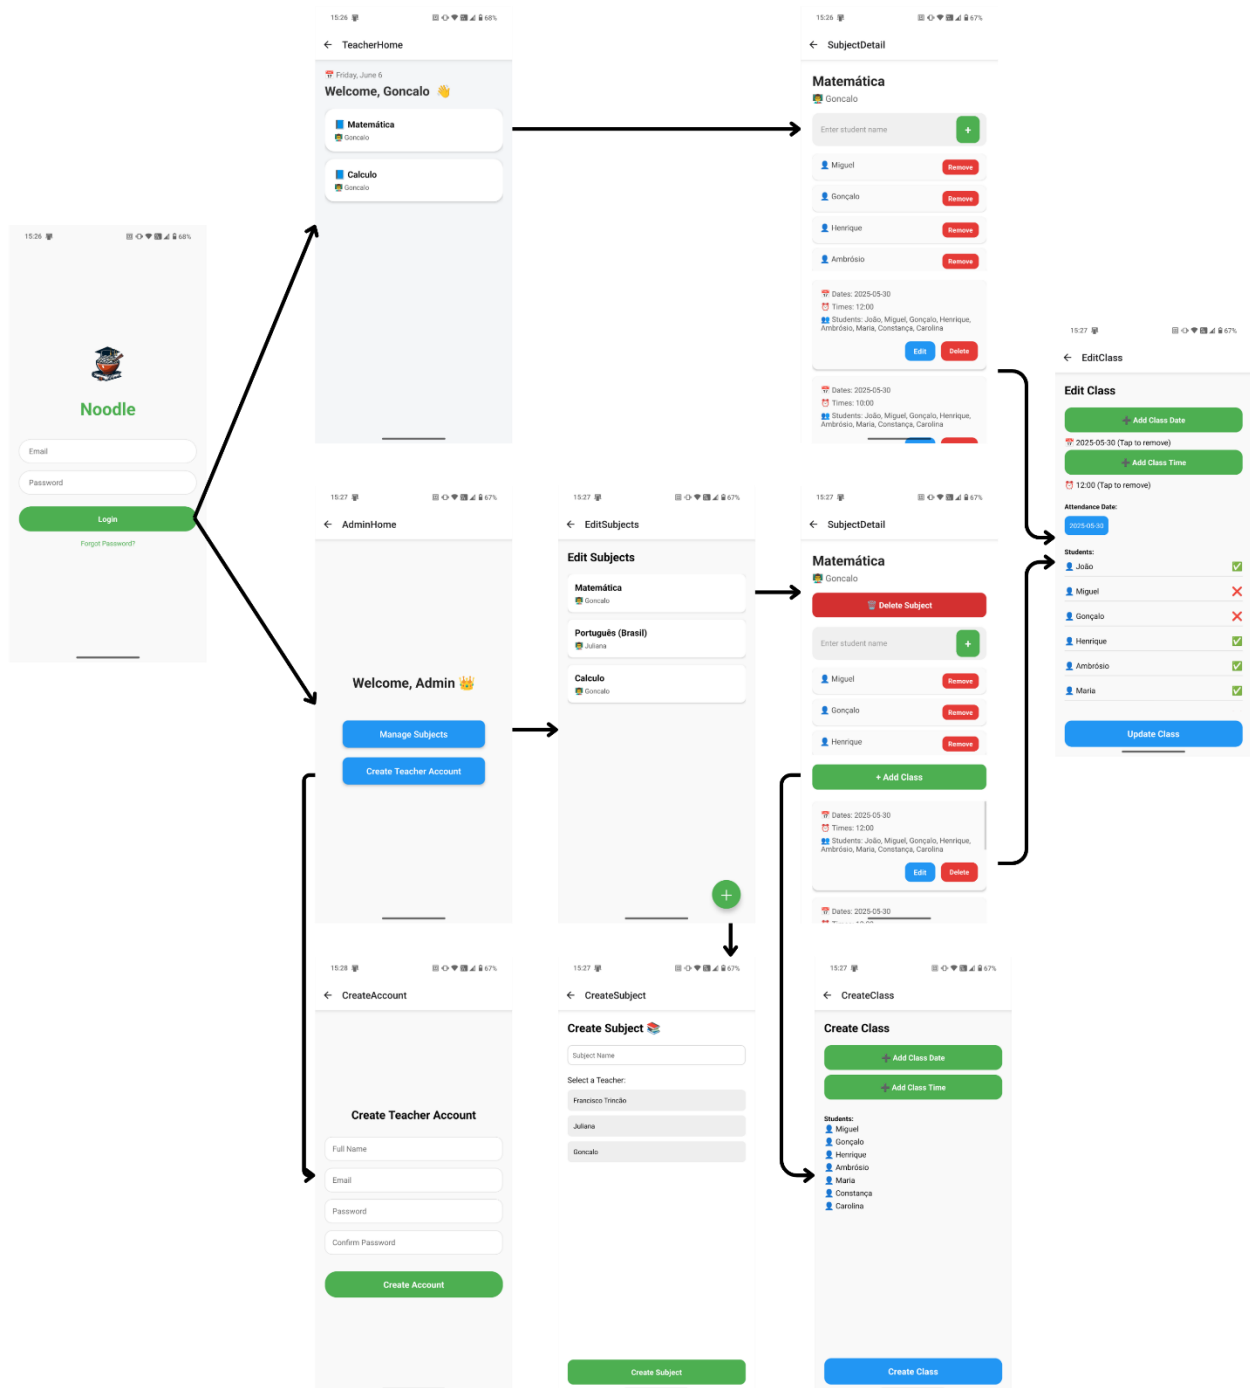 15:26
68%
TeacherHome
Friday, June 6
Welcome, Goncalo
Matemática
Goncalo
Calculo
Goncalo
15:26
67%
SubjectDetail
Matemática
Goncalo
Enter student name
+
Miguel
Remove
Gonçalo
Remove
Henrique
Remove
Ambrósio
Remove
Dates: 2025-05-30
Times: 12:00
Students: João, Miguel, Gonçalo, Henrique,
Ambrósio, Maria, Constança, Carolina
Edit
Delete
Dates: 2025-05-30
Times: 10:00
Students: João, Miguel, Gonçalo, Henrique,
Ambrósio, Maria, Constança, Carolina
15:26
68%
Noodle
Email
Password
Login
Forgot Password?
15:27
67%
EditClass
Edit Class
Add Class Date
2025-05-30 (Tap to remove)
Add Class Time
12:00 (Tap to remove)
Attendance Date:
2025-05-30
Students:
João
Miguel
Gonçalo
Henrique
Ambrósio
Maria
Update Class
15:27
67%
AdminHome
Welcome, Admin
Manage Subjects
Create Teacher Account
15:27
67%
EditSubjects
Edit Subjects
Matemática
Goncalo
Português (Brasil)
Juliana
Calculo
Goncalo
+
15:27
67%
SubjectDetail
Matemática
Goncalo
Delete Subject
Enter student name
+
Miguel
Remove
Gonçalo
Remove
Henrique
Remove
+ Add Class
Dates: 2025-05-30
Times: 12:00
Students: João, Miguel, Gonçalo, Henrique,
Ambrósio, Maria, Constança, Carolina
Edit
Delete
Dates: 2025-05-30
15:28
67%
CreateAccount
Create Teacher Account
Full Name
Email
Password
Confirm Password
Create Account
15:27
67%
CreateSubject
Create Subject
Subject Name
Select a Teacher:
Francisco Trincão
Juliana
Goncalo
Create Subject
15:27
67%
CreateClass
Create Class
Add Class Date
Add Class Time
Students:
Miguel
Gonçalo
Henrique
Ambrósio
Maria
Constança
Carolina
Create Class